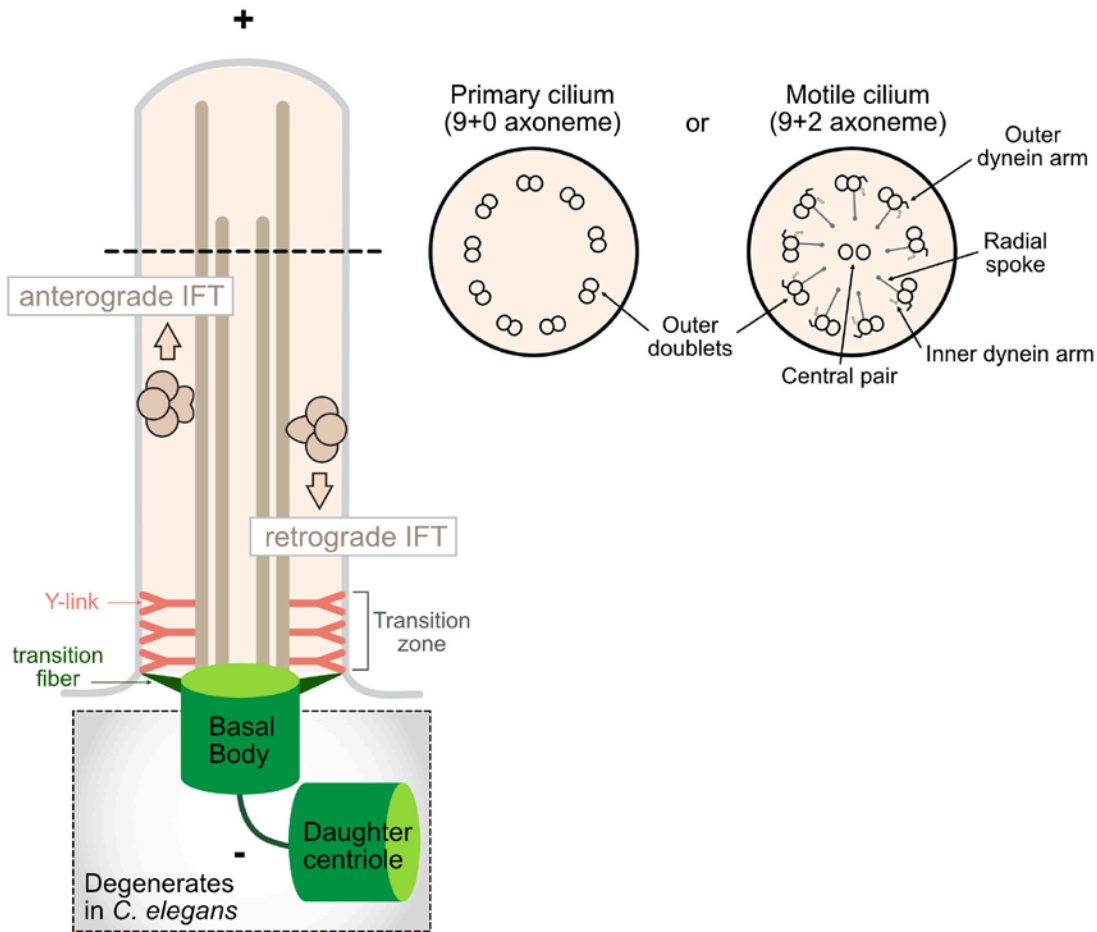 +
Primary cilium
(9+0 axoneme)
or
Motile cilium
(9+2 axoneme)
Outer
dynein arm
Radial
spoke
anterograde IFT
Outer
doublets
Inner dynein arm
Central pair
retrograde IFT
Y-link
Transition
zone
transition
fiber
Basal
Body
Daughter
centriole
-
Degenerates
in C. elegans